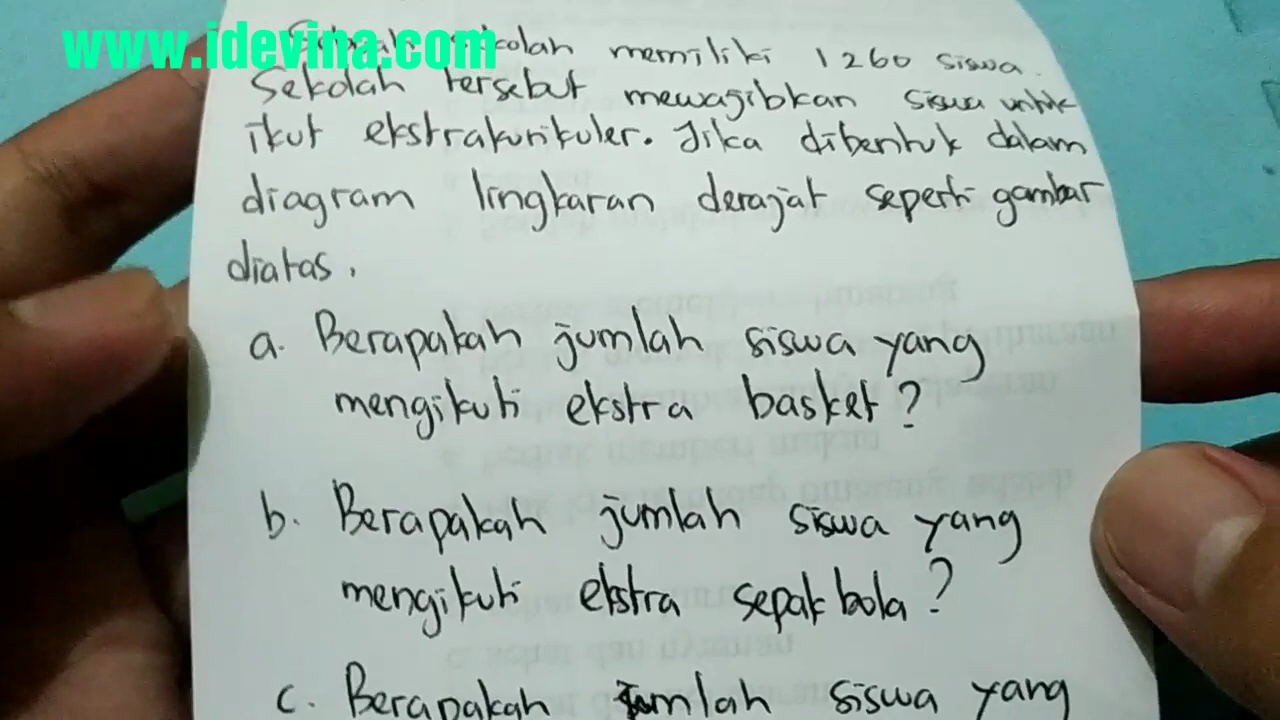 www.idevina.com
memiliki 1260 siswa.
Sekolah tersebut mewajibkan siswa untuk
ikut ekstrakurikuler. Jika dibentuk dalam
diagram lingkaran derajat seperti gambar
diatas.
a. Berapakah jumlah siswa yang
mengikuti ekstra basket?
b. Berapakah jumlah siswa yang
mengikuti ekstra sepak bola?
c. Berapakah jumlah siswa yang